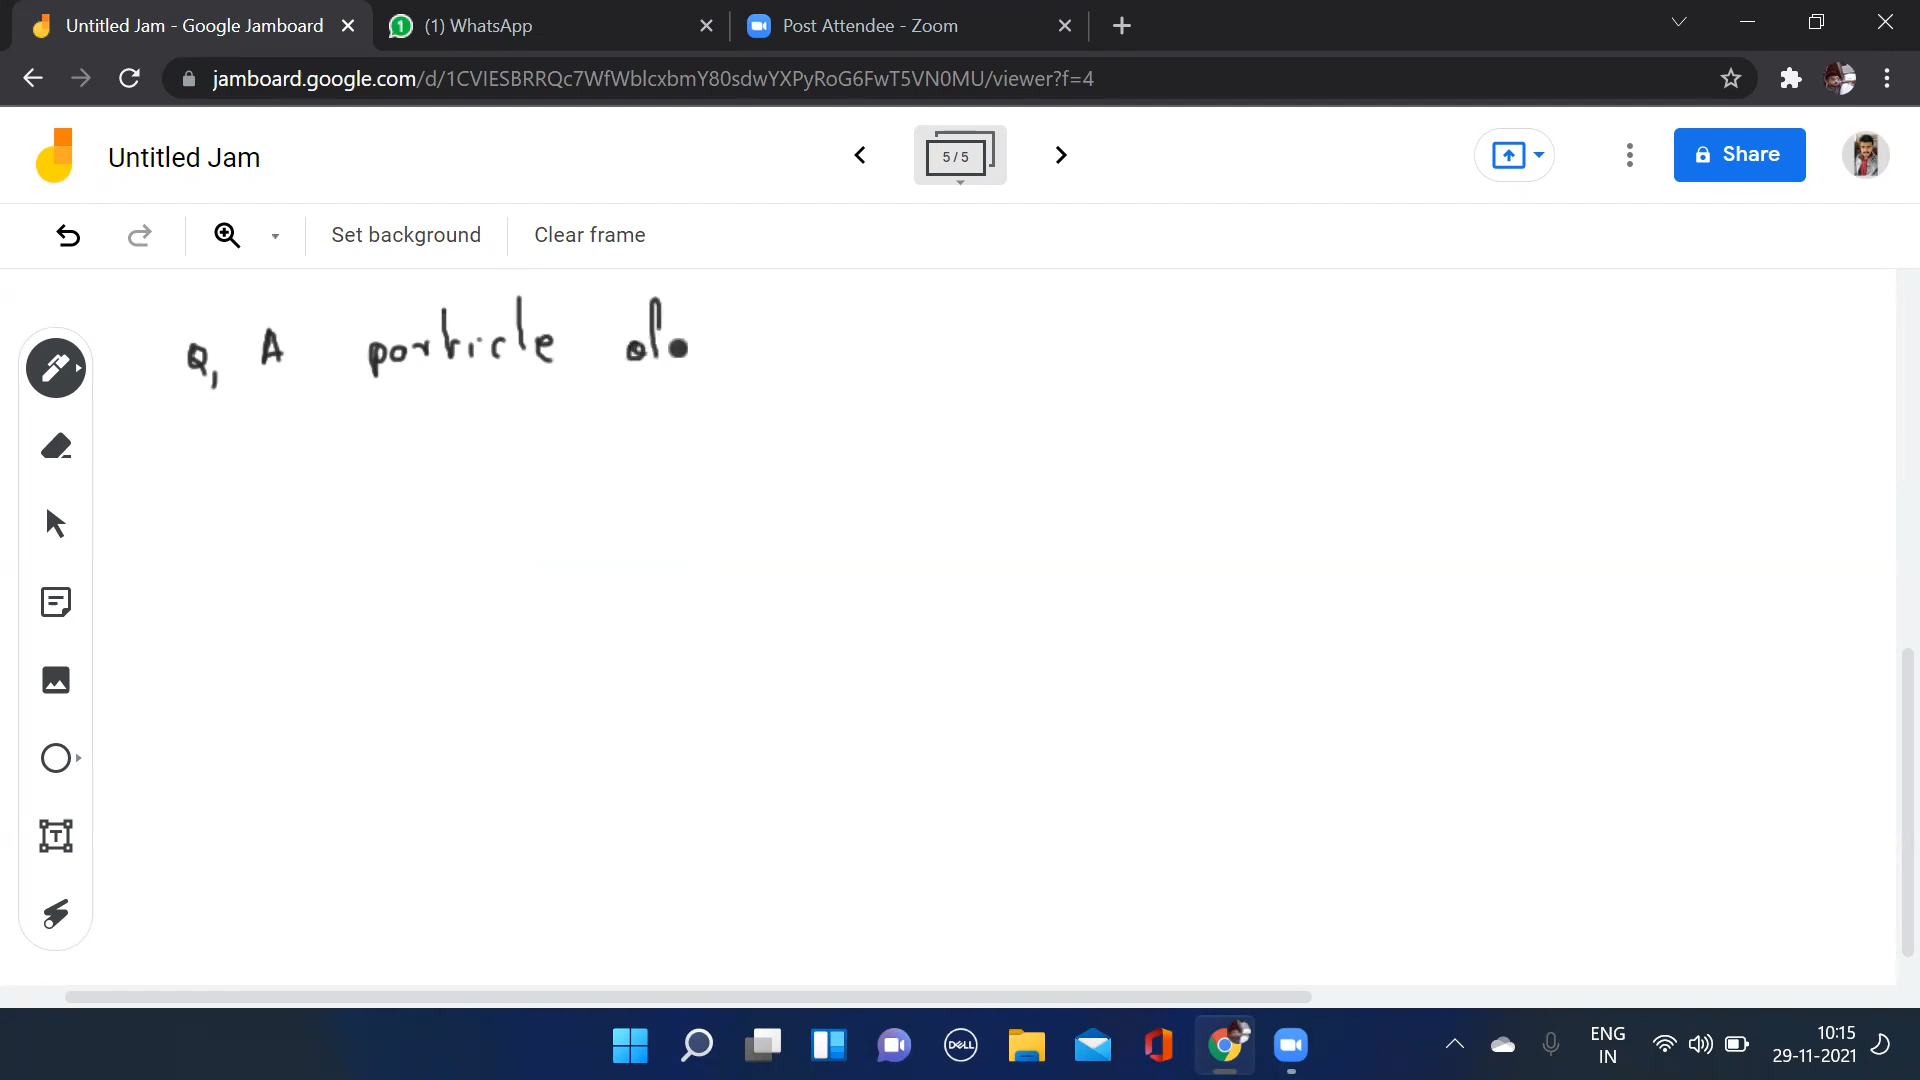 Untitled Jam - Google Jamboard
(1) WhatsApp
Post Attendee - Zoom
jamboard.google.com/d/1CVIESBRRQc7WfWblcxbmY80sdwYXPyRoG6FwT5VN0MU/viewer?f=4
Untitled Jam
5 / 5
Share
Set background
Clear frame
Q, A particle
DELL
ENG
IN
10:15
29-11-2021